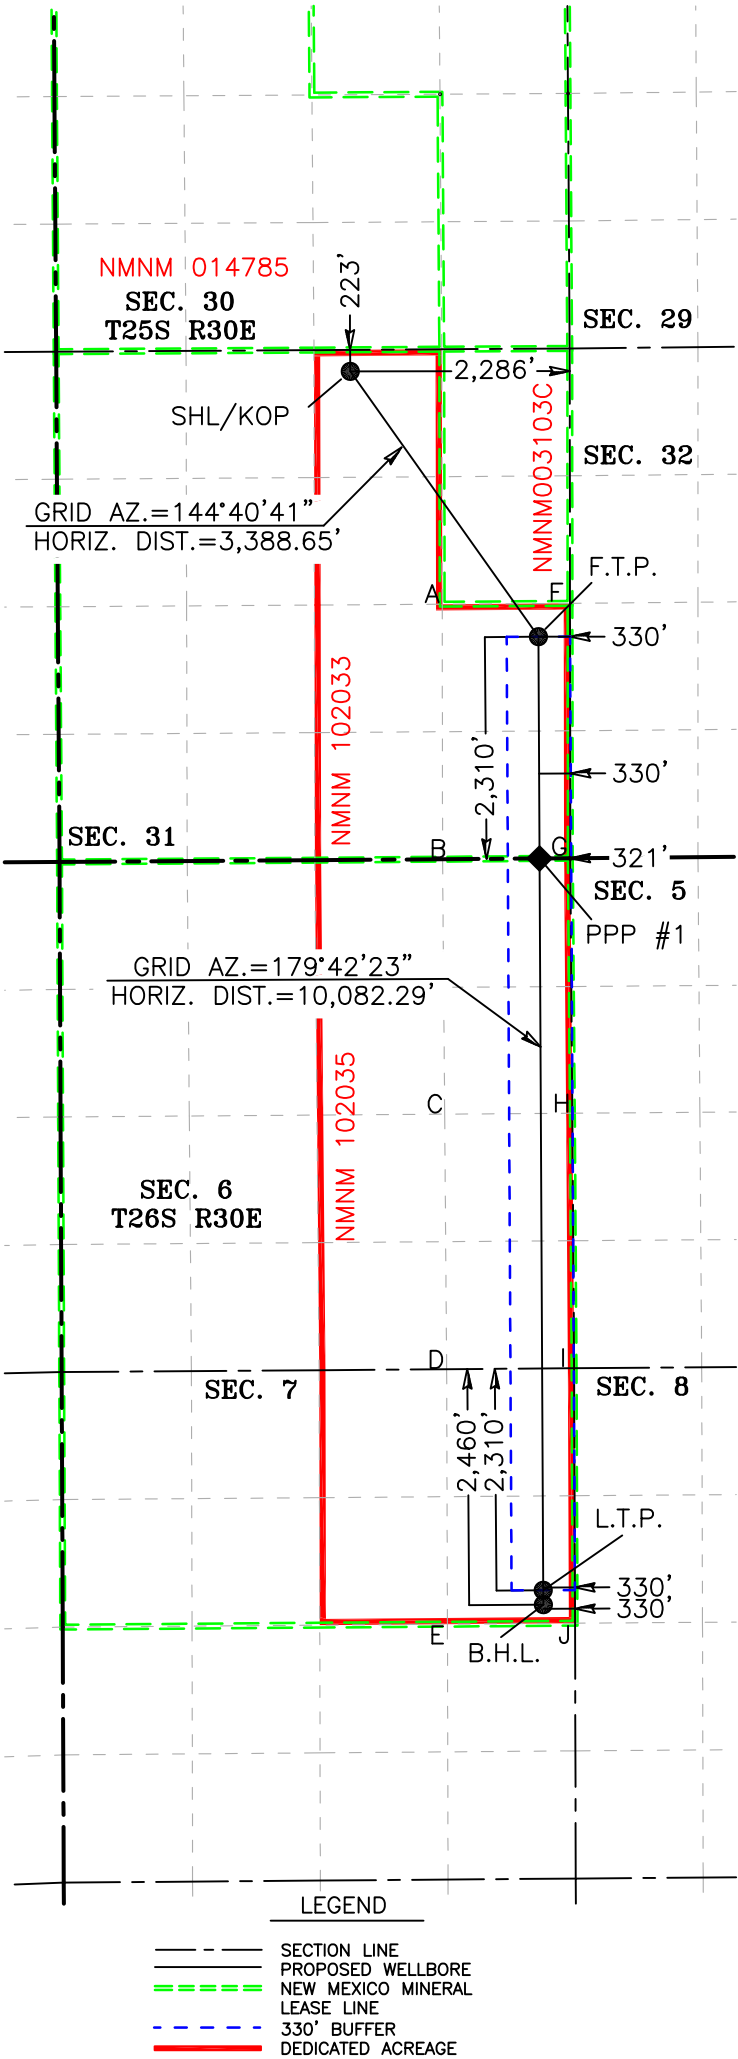 NMNM 014785
SEC. 30
T25S R30E
223'
SEC. 29
2,286'
SHL/KOP
NMNM003103C
SEC. 32
GRID AZ.=144°40'41"
HORIZ. DIST.=3,388.65'
F.T.P.
A
F
330'
NMNM 102033
2,310'
330'
SEC. 31
B
G
321'
SEC. 5
PPP #1
GRID AZ.=179°42'23"
HORIZ. DIST.=10,082.29'
NMNM 102035
C
H
SEC. 6
T26S R30E
D
I
SEC. 7
SEC. 8
2,460'
2,310'
L.T.P.
330'
330'
E
J
B.H.L.
LEGEND
SECTION LINE
PROPOSED WELLBORE
NEW MEXICO MINERAL
LEASE LINE
330' BUFFER
DEDICATED ACREAGE